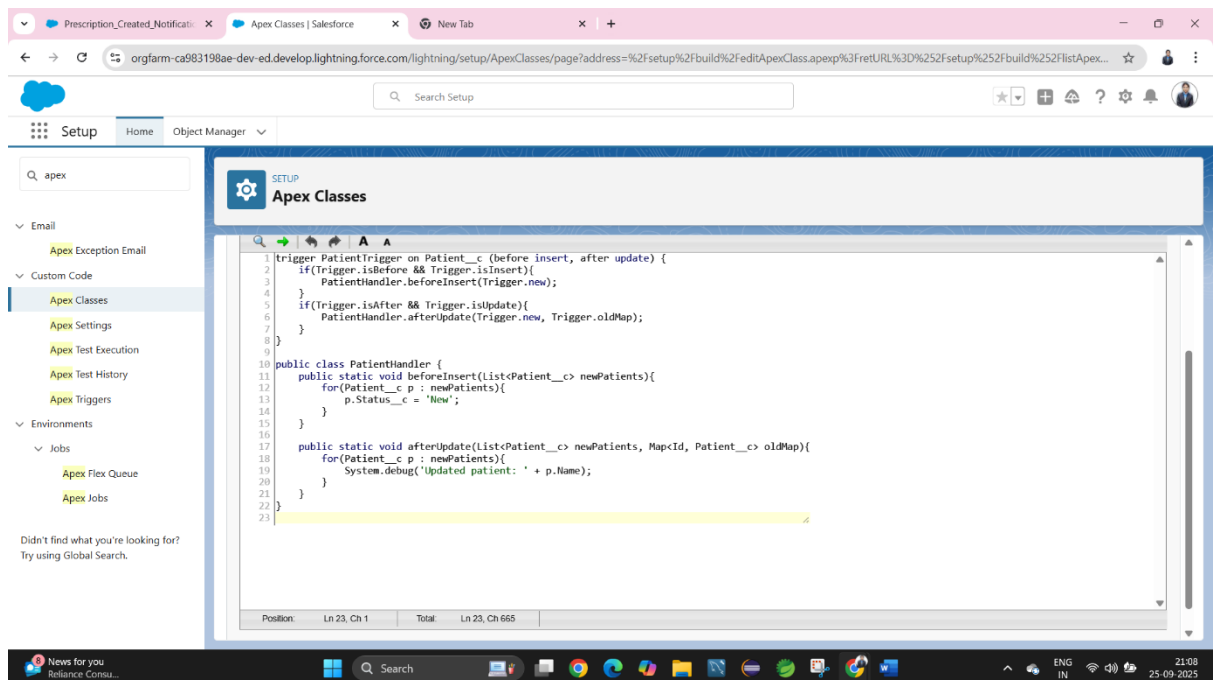 Prescription_Created_Notificatio
Apex Classes | Salesforce
New Tab
orgfarm-ca983198ae-dev-ed.develop.lightning.force.com/lightning/setup/ApexClasses/page?address=%2Fsetup%2Fbuild%2FeditApexClass.apexp%3FretURL%3D%252Fsetup%252Fbuild%252FlistApex...
Search Setup
Setup
Home
Object Manager
apex
Email
Apex Exception Email
Custom Code
Apex Classes
Apex Settings
Apex Test Execution
Apex Test History
Apex Triggers
Environments
Jobs
Apex Flex Queue
Apex Jobs
Didn't find what you're looking for?
Try using Global Search.
SETUP
Apex Classes
A A
1 trigger PatientTrigger on Patient__c (before insert, after update) {
2 if(Trigger.isBefore && Trigger.isInsert){
3 PatientHandler.beforeInsert(Trigger.new);
4 }
5 if(Trigger.isAfter && Trigger.isUpdate){
6 PatientHandler.afterUpdate(Trigger.new, Trigger.oldMap);
7 }
8 }
9
10 public class PatientHandler {
11 public static void beforeInsert(List<Patient__c> newPatients){
12 for(Patient__c p : newPatients){
13 p.Status__c = 'New';
14 }
15 }
16
17 public static void afterUpdate(List<Patient__c> newPatients, Map<Id, Patient__c> oldMap){
18 for(Patient__c p : newPatients){
19 System.debug('Updated patient: ' + p.Name);
20 }
21 }
22 }
23
Position: Ln 23, Ch 1 Total: Ln 23, Ch 665
8
News for you
Reliance Consu...
Search
ENG
IN
21:08
25-09-2025